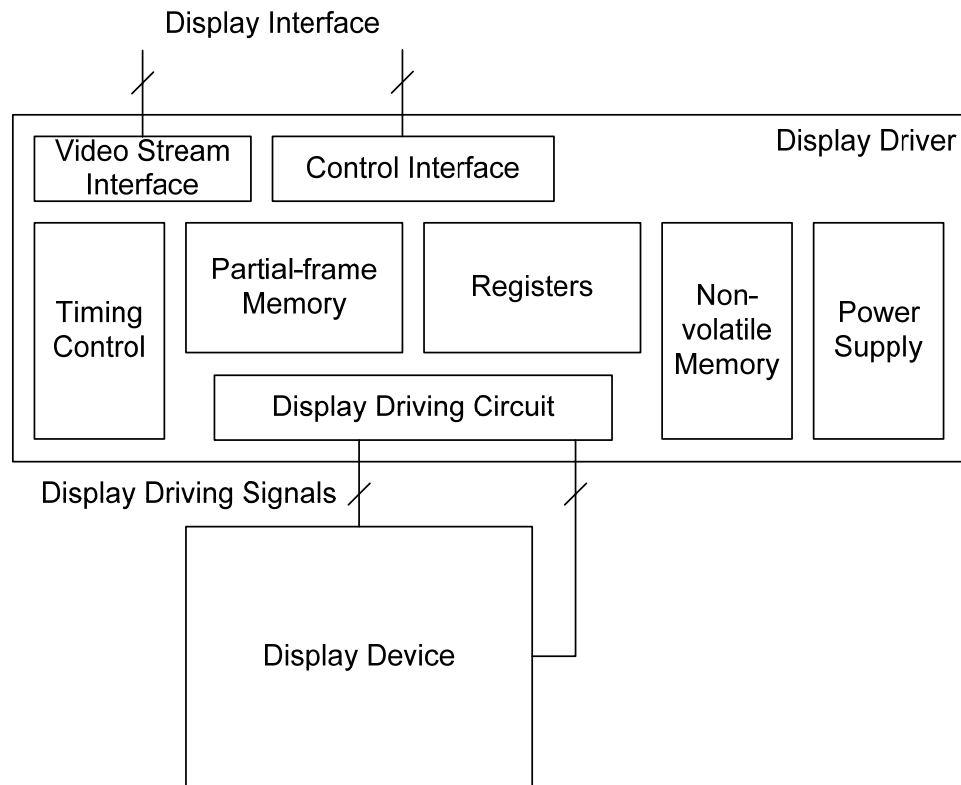 Display Interface
Display Driver
Video Stream
Interface
Control Interface
Timing
Control
Partial-frame
Memory
Registers
Non-
volatile
Memory
Power
Supply
Display Driving Circuit
Display Driving Signals
Display Device